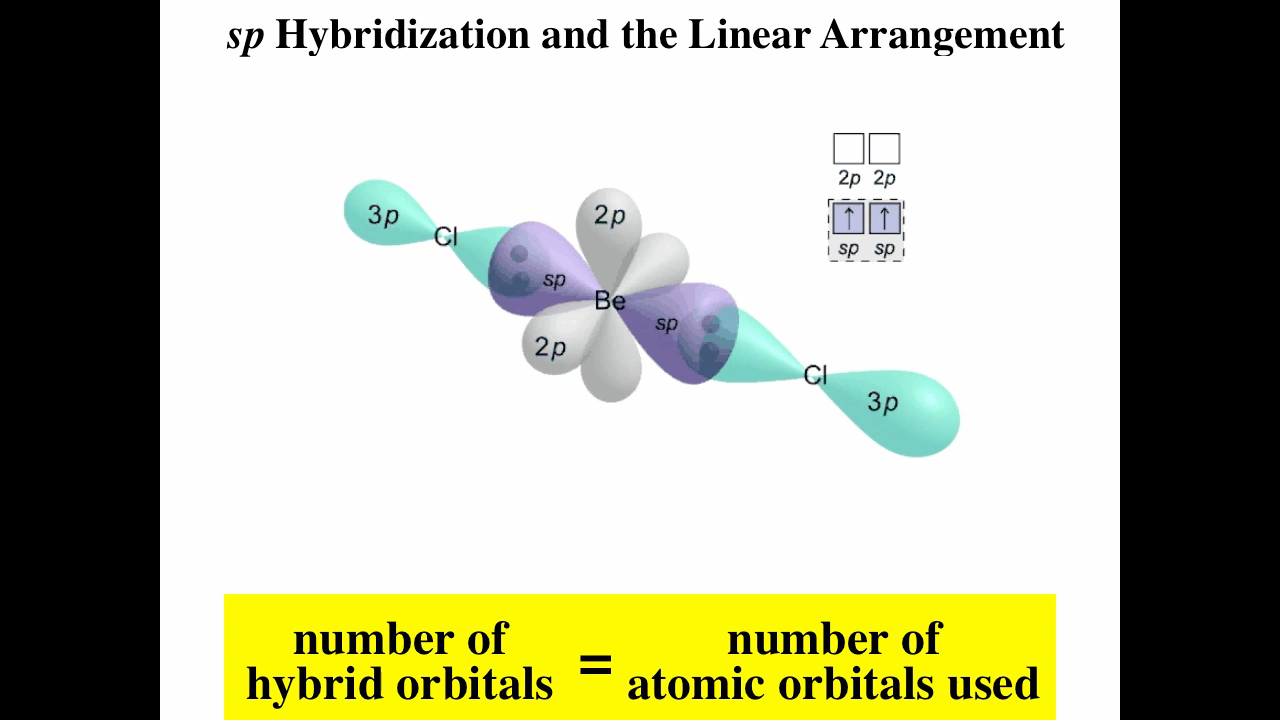 sp Hybridization and the Linear Arrangement
2p 2p
↑ ↑
sp sp
3p
Cl
2p
sp
Be
sp
2p
Cl
3p
number of hybrid orbitals = number of atomic orbitals used